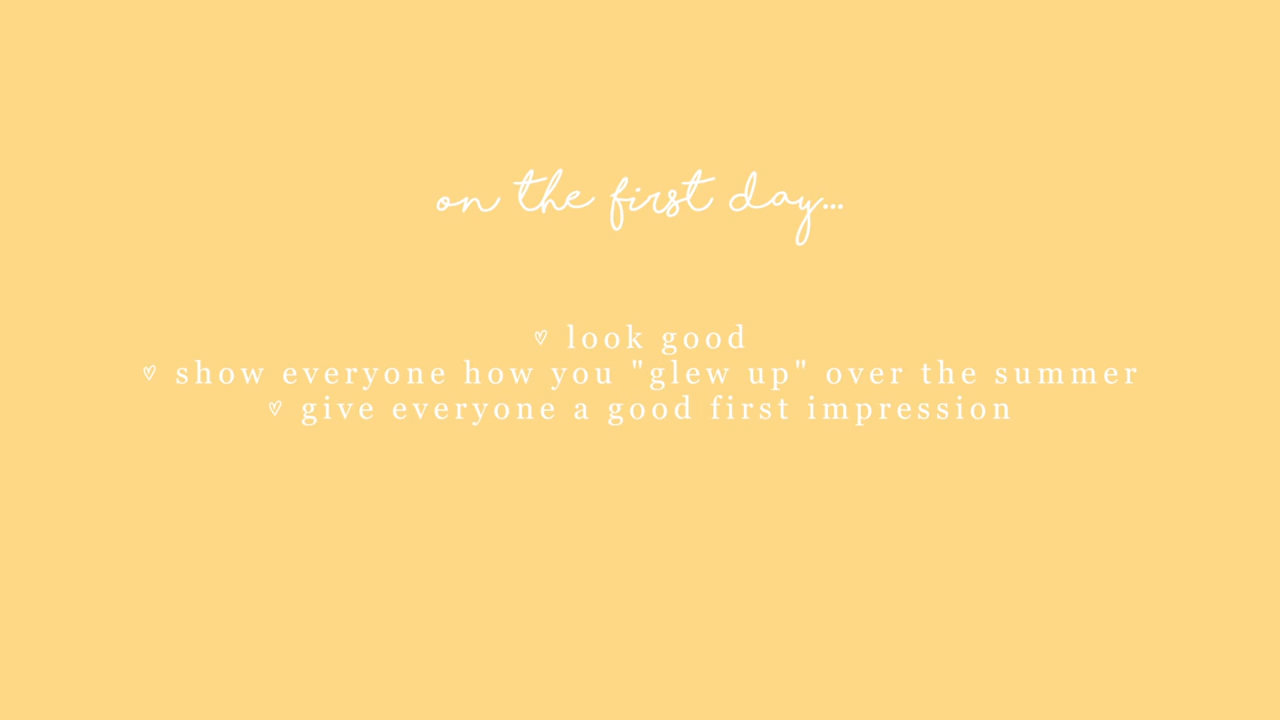 on the first day...
♡ look good
♡ show everyone how you "glew up" over the summer
♡ give everyone a good first impression